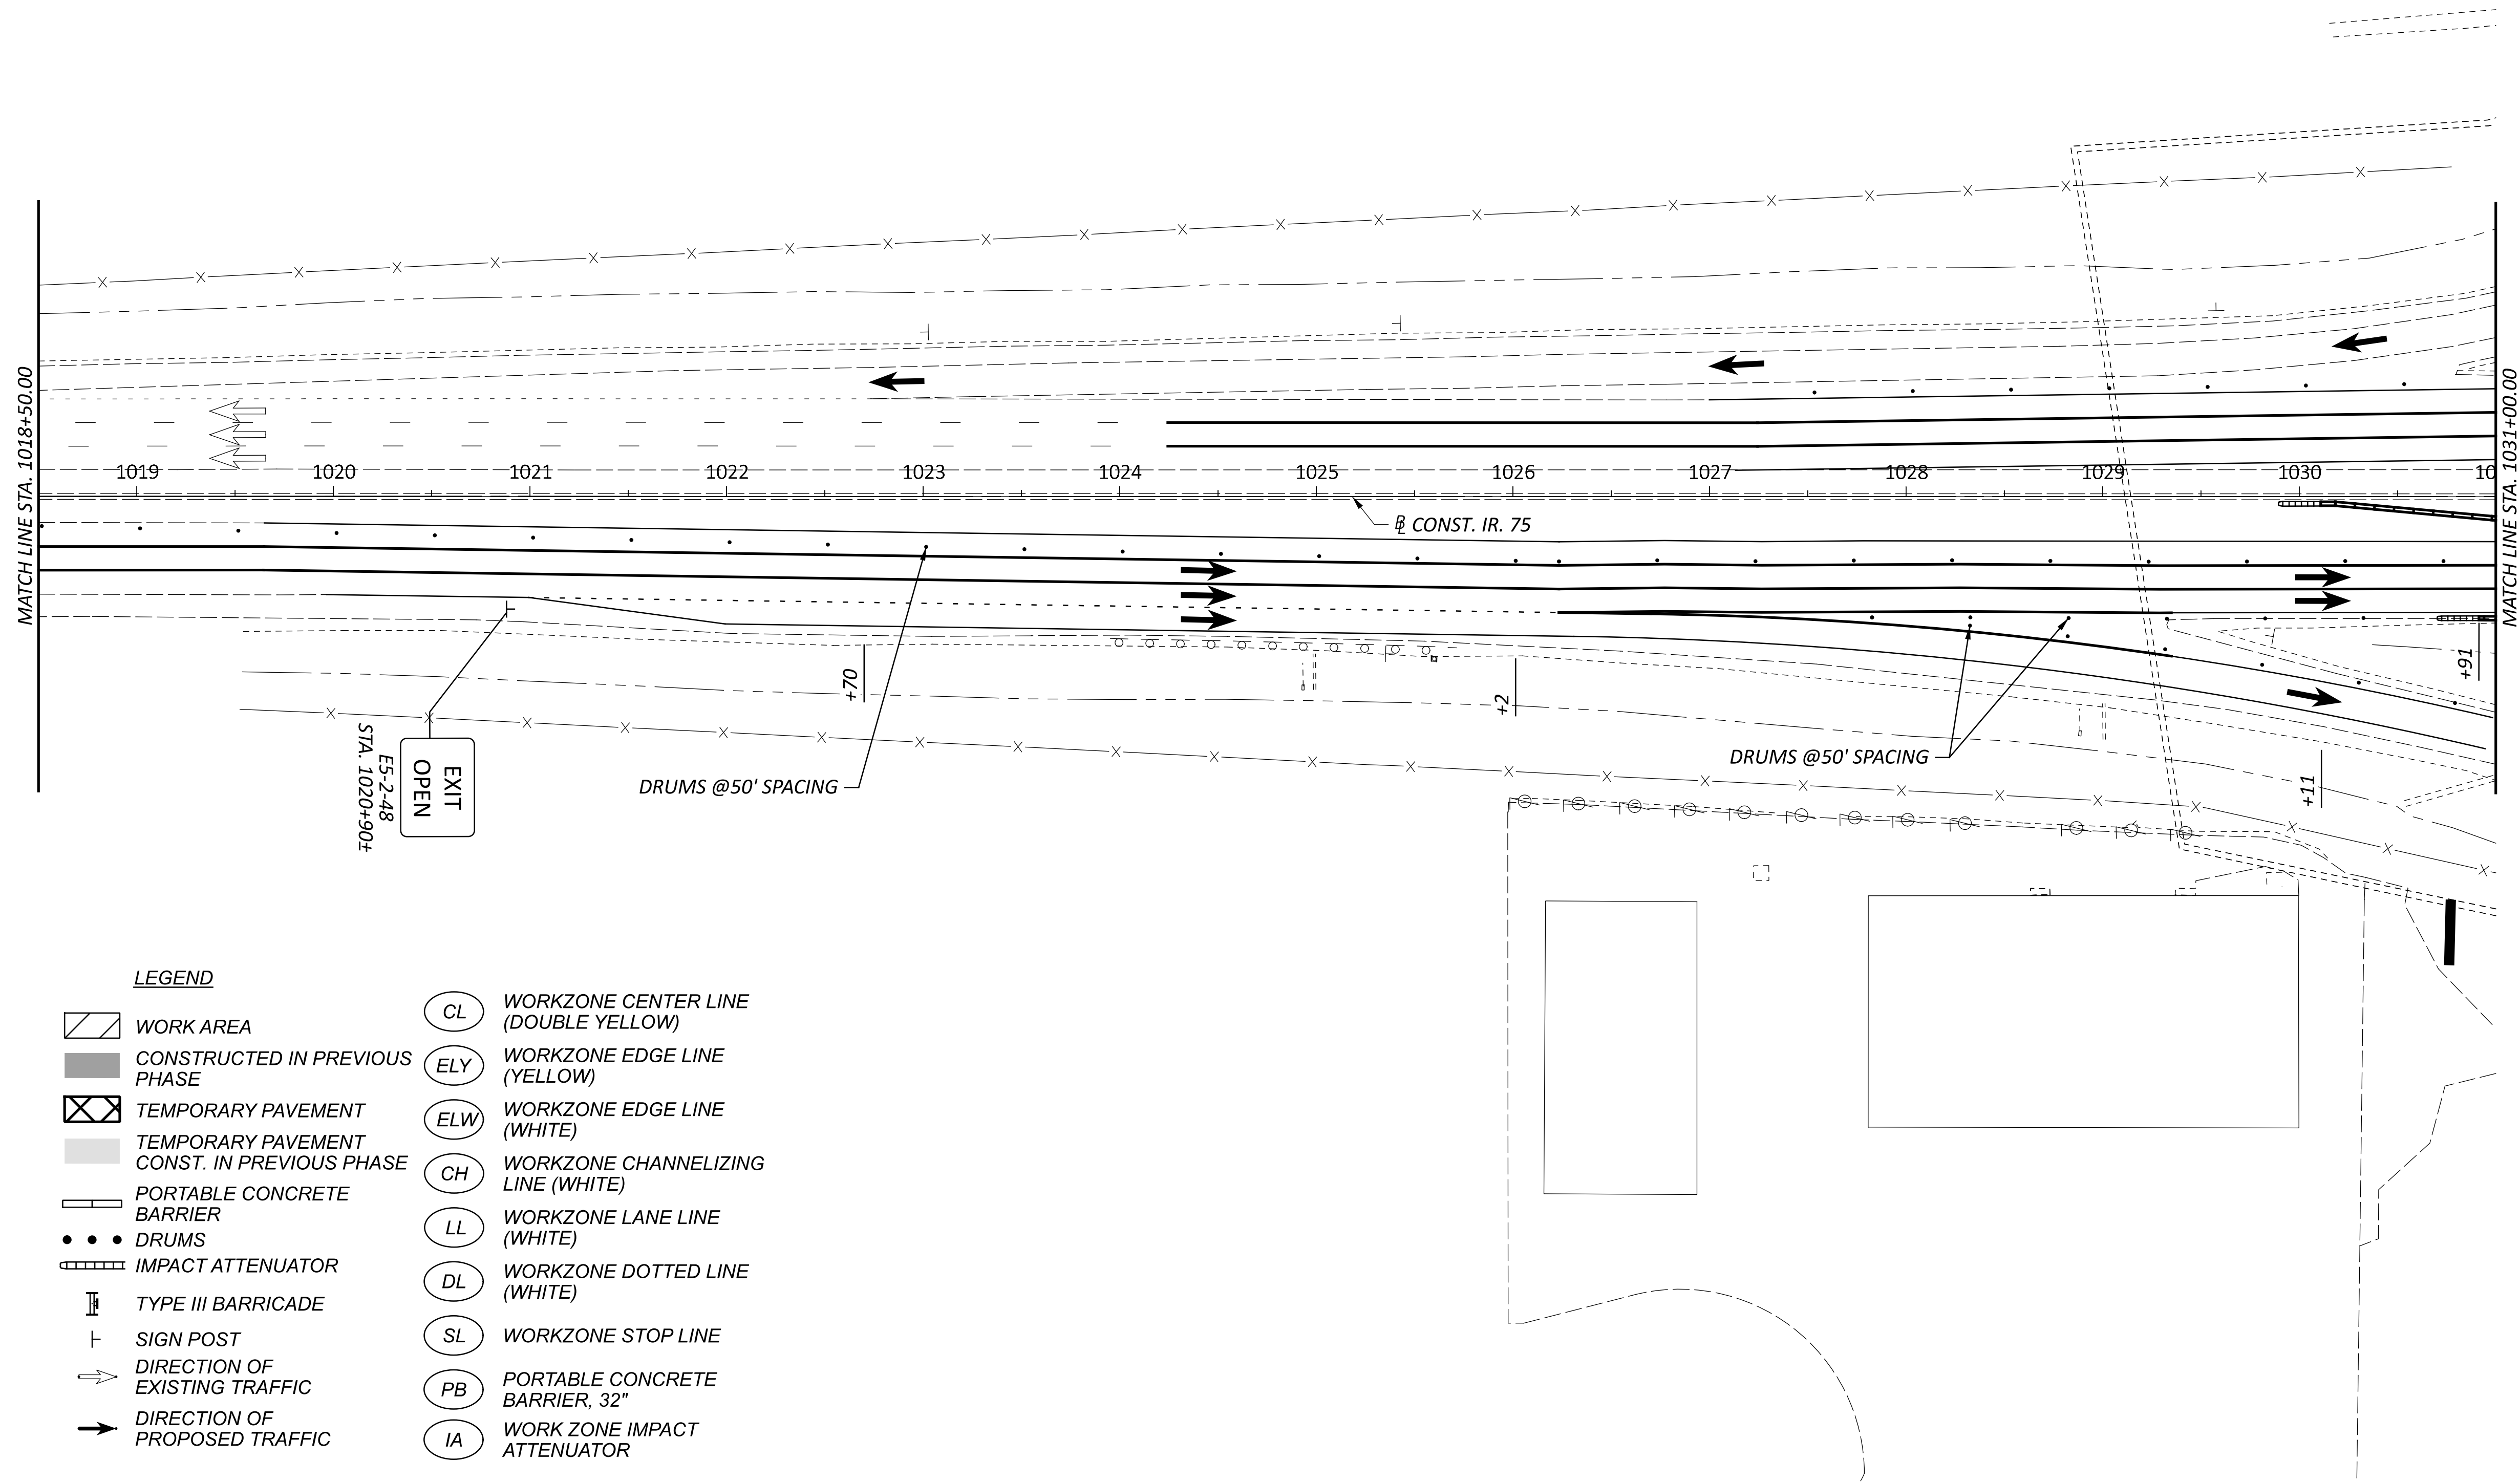 MATCH LINE STA. 1018+50.00
1019
1020
1021
1022
1023
1024
1025
1026
1027
1028
1029
1030
10
MATCH LINE STA. 1031+00.00
BL CONST. IR. 75
+70
+2
+91
+11
EXIT
OPEN
E5-2-48
STA. 1020+90±
DRUMS @50' SPACING
DRUMS @50' SPACING
LEGEND
WORK AREA
CONSTRUCTED IN PREVIOUS
PHASE
TEMPORARY PAVEMENT
TEMPORARY PAVEMENT
CONST. IN PREVIOUS PHASE
PORTABLE CONCRETE
BARRIER
DRUMS
IMPACT ATTENUATOR
TYPE III BARRICADE
SIGN POST
DIRECTION OF
EXISTING TRAFFIC
DIRECTION OF
PROPOSED TRAFFIC
CL WORKZONE CENTER LINE
(DOUBLE YELLOW)
ELY WORKZONE EDGE LINE
(YELLOW)
ELW WORKZONE EDGE LINE
(WHITE)
CH WORKZONE CHANNELIZING
LINE (WHITE)
LL WORKZONE LANE LINE
(WHITE)
DL WORKZONE DOTTED LINE
(WHITE)
SL WORKZONE STOP LINE
PB PORTABLE CONCRETE
BARRIER, 32"
IA WORK ZONE IMPACT
ATTENUATOR